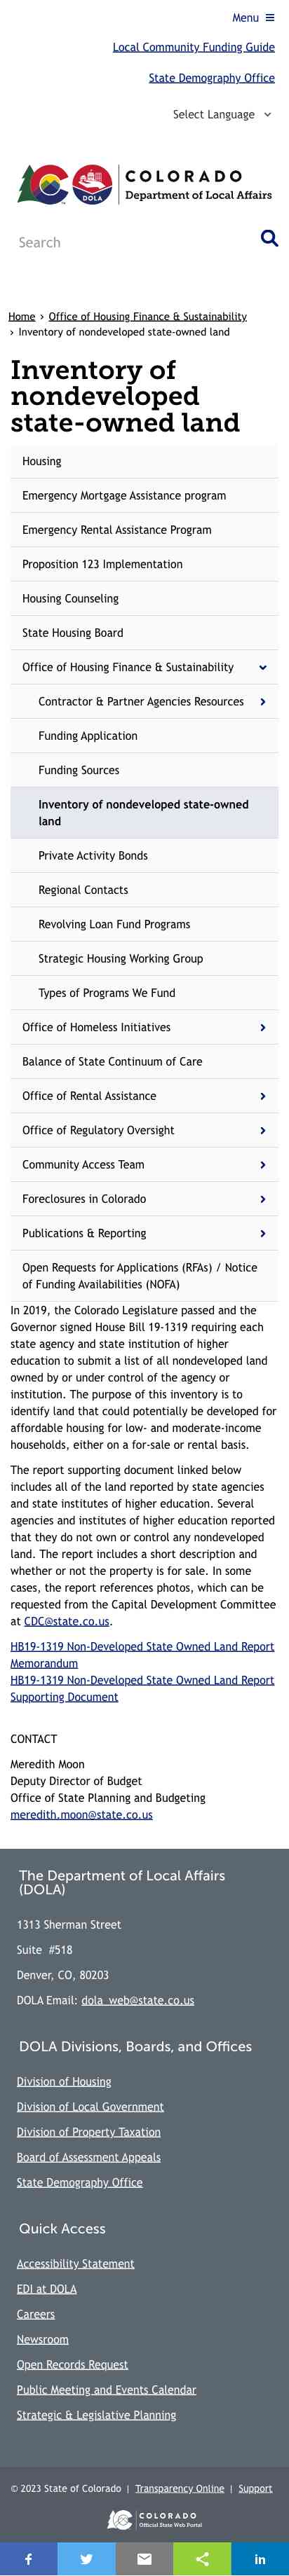 Menu
Local Community Funding Guide
State Demography Office
Select Language
COLORADO
Department of Local Affairs
DOLA
Search
Home › Office of Housing Finance & Sustainability
› Inventory of nondeveloped state-owned land
Inventory of
nondeveloped
state-owned land
Housing
Emergency Mortgage Assistance program
Emergency Rental Assistance Program
Proposition 123 Implementation
Housing Counseling
State Housing Board
Office of Housing Finance & Sustainability
Contractor & Partner Agencies Resources
Funding Application
Funding Sources
Inventory of nondeveloped state-owned
land
Private Activity Bonds
Regional Contacts
Revolving Loan Fund Programs
Strategic Housing Working Group
Types of Programs We Fund
Office of Homeless Initiatives
Balance of State Continuum of Care
Office of Rental Assistance
Office of Regulatory Oversight
Community Access Team
Foreclosures in Colorado
Publications & Reporting
Open Requests for Applications (RFAs) / Notice
of Funding Availabilities (NOFA)
In 2019, the Colorado Legislature passed and the
Governor signed House Bill 19-1319 requiring each
state agency and state institution of higher
education to submit a list of all nondeveloped land
owned by or under control of the agency or
institution. The purpose of this inventory is to
identify land that could potentially be developed for
affordable housing for low- and moderate-income
households, either on a for-sale or rental basis.
The report supporting document linked below
includes all of the land reported by state agencies
and state institutes of higher education. Several
agencies and institutes of higher education reported
that they do not own or control any nondeveloped
land. The report includes a short description and
whether or not the property is for sale. In some
cases, the report references photos, which can be
requested from the Capital Development Committee
at CDC@state.co.us.
HB19-1319 Non-Developed State Owned Land Report
Memorandum
HB19-1319 Non-Developed State Owned Land Report
Supporting Document
CONTACT
Meredith Moon
Deputy Director of Budget
Office of State Planning and Budgeting
meredith.moon@state.co.us
The Department of Local Affairs
(DOLA)
1313 Sherman Street
Suite #518
Denver, CO, 80203
DOLA Email: dola_web@state.co.us
DOLA Divisions, Boards, and Offices
Division of Housing
Division of Local Government
Division of Property Taxation
Board of Assessment Appeals
State Demography Office
Quick Access
Accessibility Statement
EDI at DOLA
Careers
Newsroom
Open Records Request
Public Meeting and Events Calendar
Strategic & Legislative Planning
© 2023 State of Colorado | Transparency Online | Support
COLORADO
Official State Web Portal